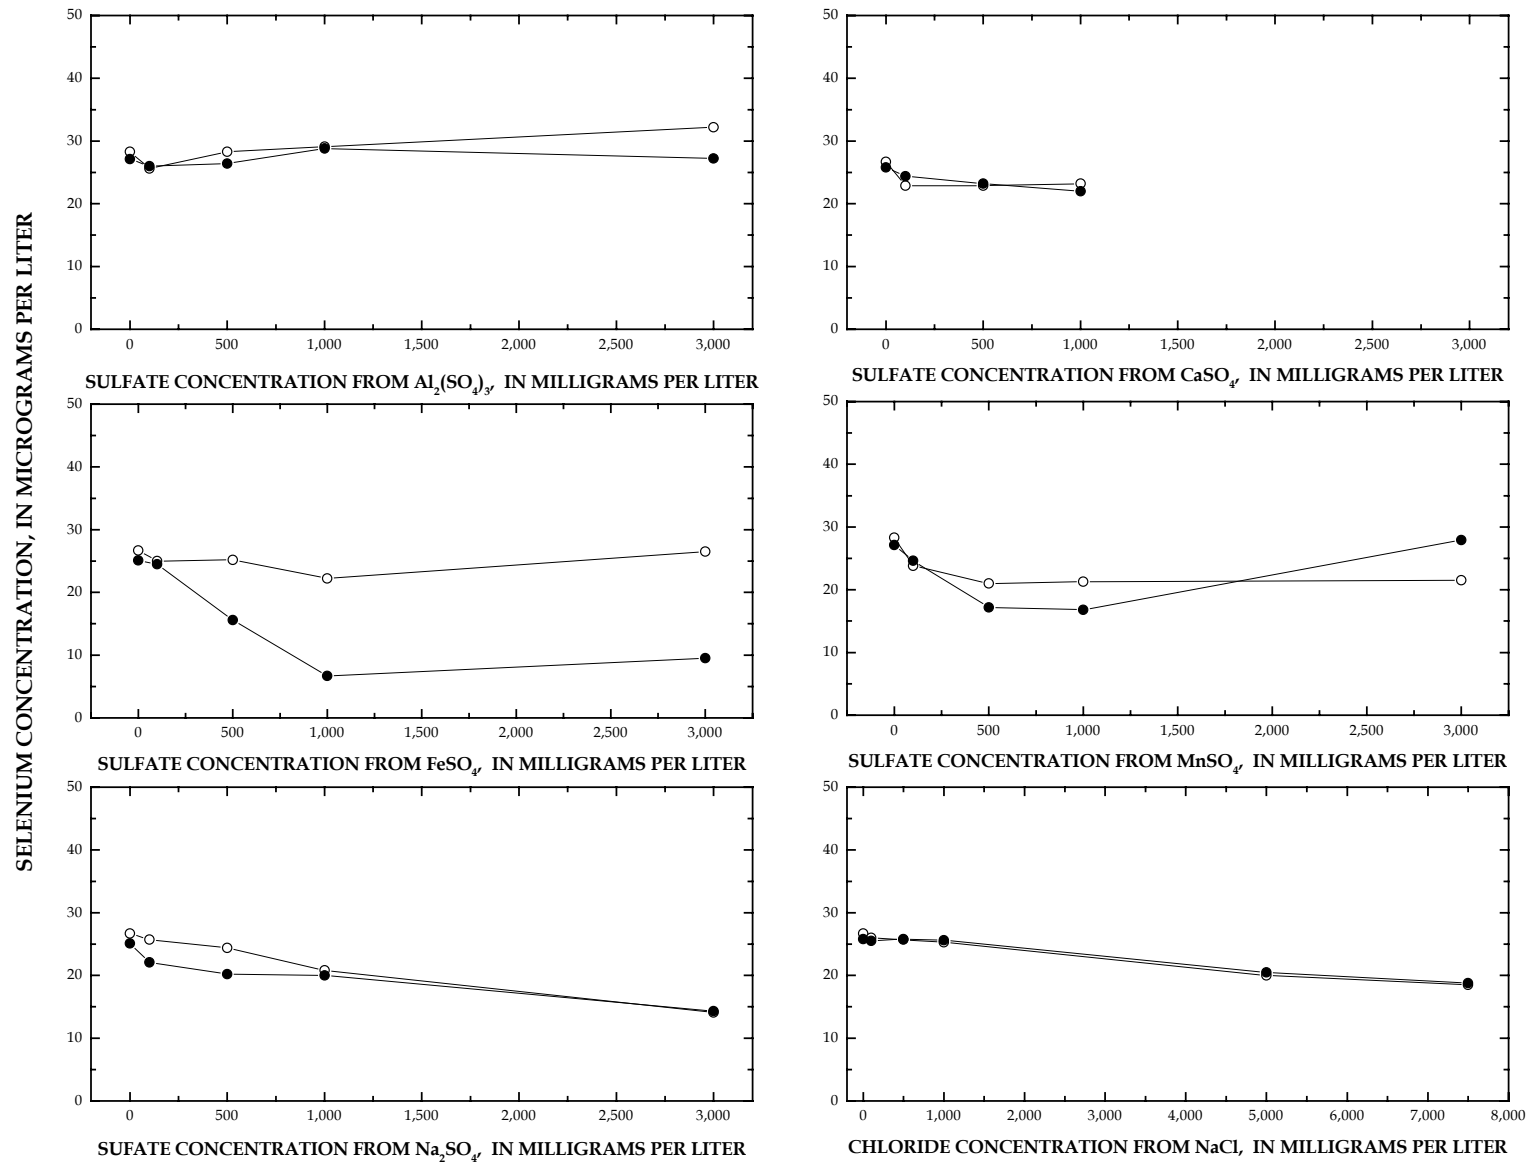 SELENIUM CONCENTRATION, IN MICROGRAMS PER LITER
50
40
30
20
10
0
0 500 1,000 1,500 2,000 2,500 3,000
SULFATE CONCENTRATION FROM Al₂(SO₄)₃, IN MILLIGRAMS PER LITER
50
40
30
20
10
0
0 500 1,000 1,500 2,000 2,500 3,000
SULFATE CONCENTRATION FROM CaSO₄, IN MILLIGRAMS PER LITER
50
40
30
20
10
0
0 500 1,000 1,500 2,000 2,500 3,000
SULFATE CONCENTRATION FROM FeSO₄, IN MILLIGRAMS PER LITER
50
40
30
20
10
0
0 500 1,000 1,500 2,000 2,500 3,000
SULFATE CONCENTRATION FROM MnSO₄, IN MILLIGRAMS PER LITER
50
40
30
20
10
0
0 500 1,000 1,500 2,000 2,500 3,000
SUFATE CONCENTRATION FROM Na₂SO₄, IN MILLIGRAMS PER LITER
50
40
30
20
10
0
0 1,000 2,000 3,000 4,000 5,000 6,000 7,000 8,000
CHLORIDE CONCENTRATION FROM NaCl, IN MILLIGRAMS PER LITER